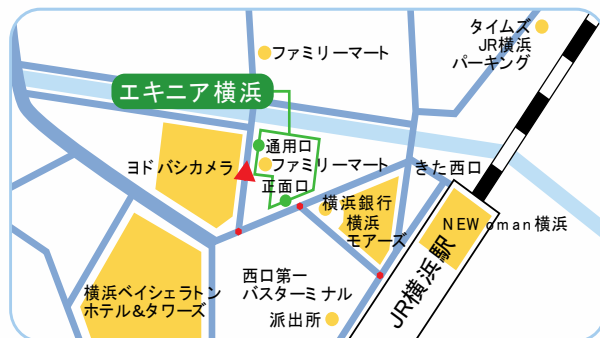 タイムズ
JR横浜
パーキング
ファミリーマート
エキニア横浜
通用口
ヨドバシカメラ
ファミリーマート
きた西口
正面口
横浜銀行
横浜
モアーズ
NEWoman横浜
JR横浜駅
西口第一
バスターミナル
横浜ベイシェラトン
ホテル&タワーズ
派出所